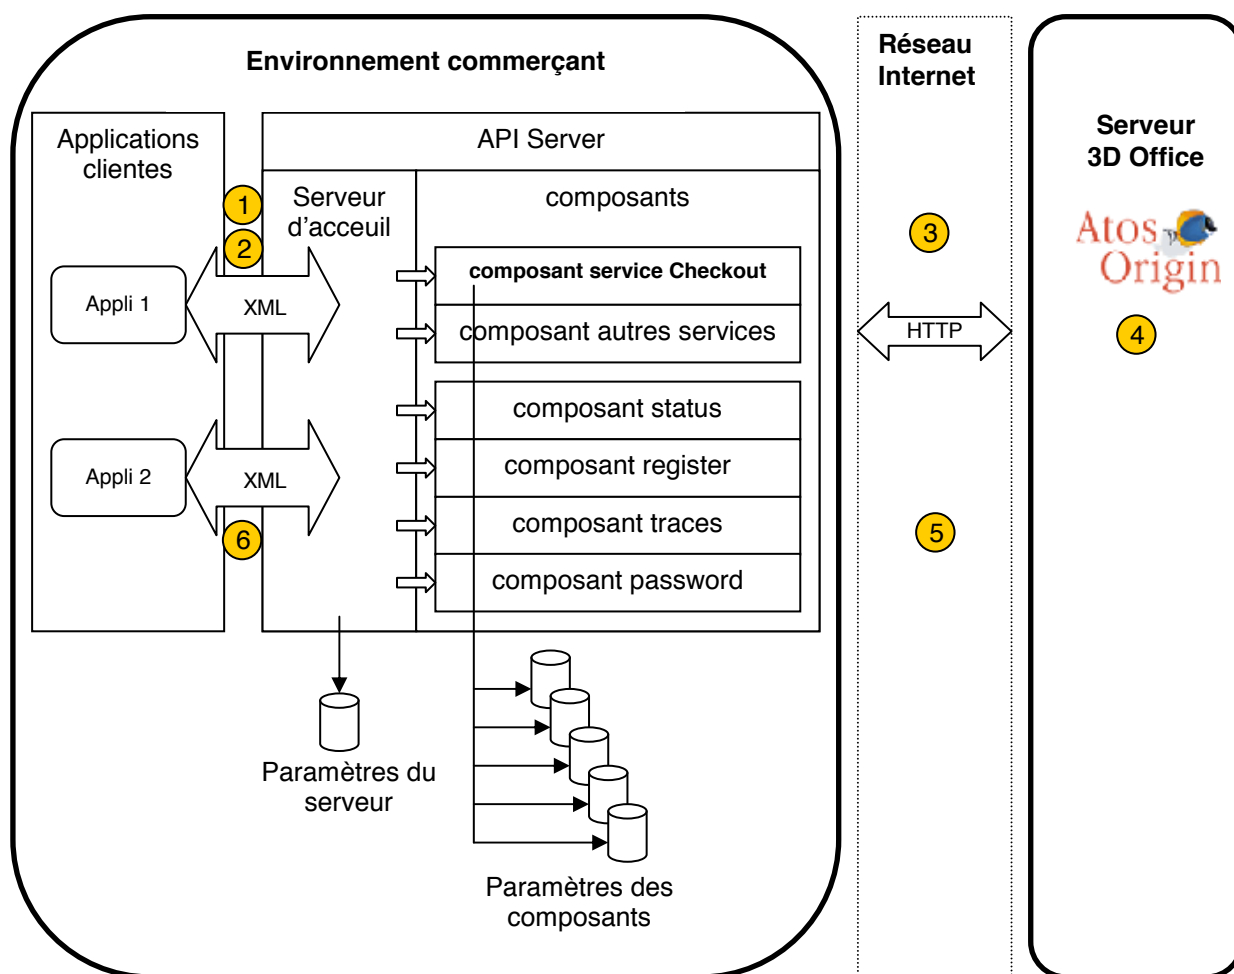 Environnement commerçant
Réseau
Internet
Serveur
3D Office
Atos
Origin
Applications
clientes
API Server
Serveur
d'acceuil
composants
1
2
3
4
5
6
Appli 1
XML
composant service Checkout
composant autres services
HTTP
composant status
Appli 2
XML
composant register
composant traces
composant password
Paramètres du
serveur
Paramètres des
composants